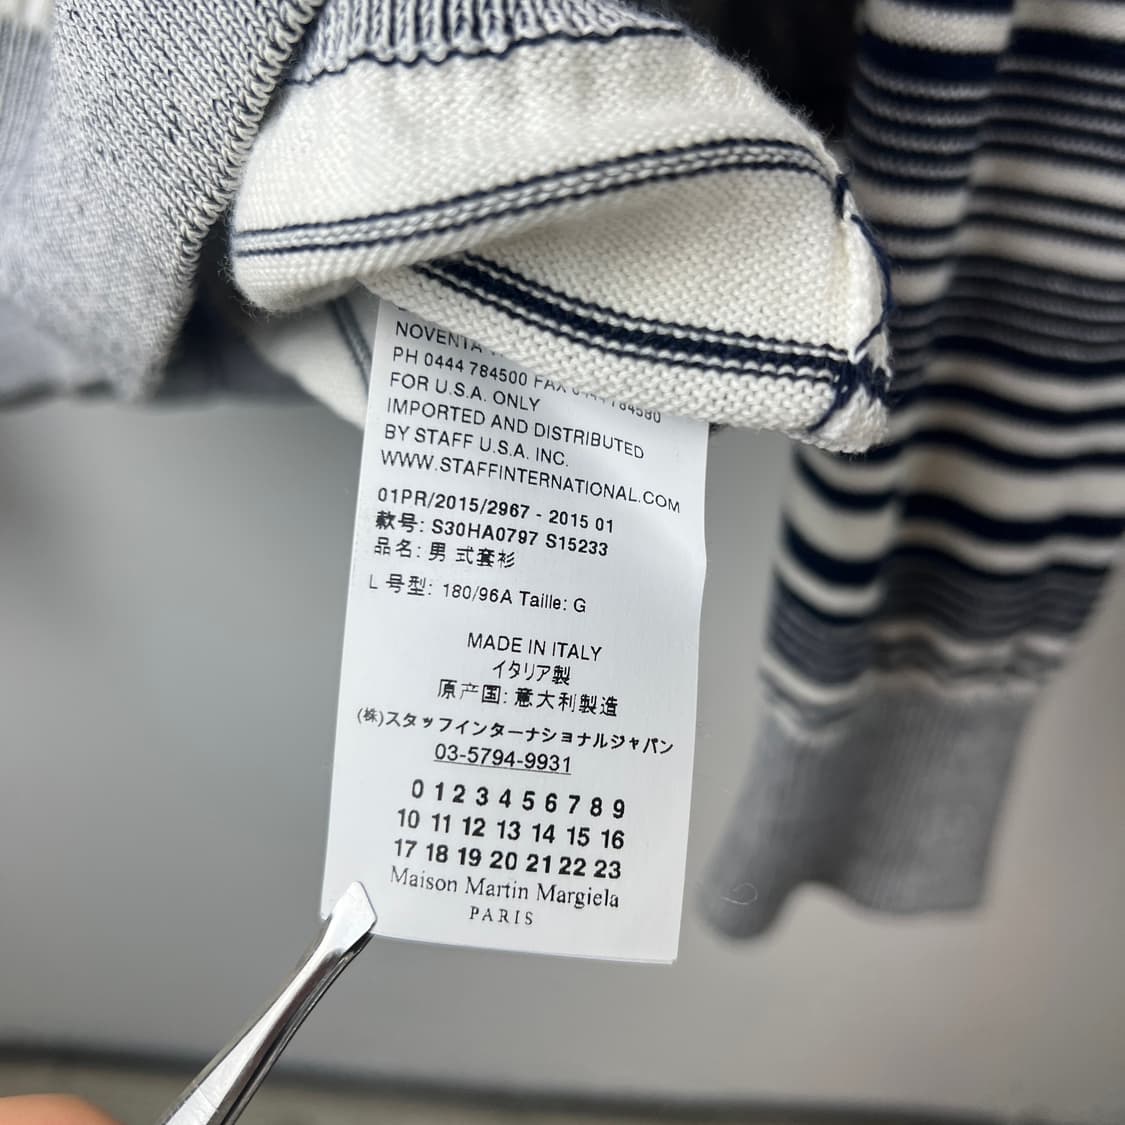 NOVENTA
PH 0444 784500 FAX 0444 784580
FOR U.S.A. ONLY
IMPORTED AND DISTRIBUTED
BY STAFF U.S.A. INC.
WWW.STAFFINTERNATIONAL.COM
01PR/2015/2967 - 2015 01
款号: S30HA0797 S15233
品名: 男 式套衫
L 号型: 180/96A Taille: G
MADE IN ITALY
イタリア製
原产国: 意大利製造
(株)スタッフインターナショナルジャパン
03-5794-9931
0 1 2 3 4 5 6 7 8 9
10 11 12 13 14 15 16
17 18 19 20 21 22 23
Maison Martin Margiela
PARIS